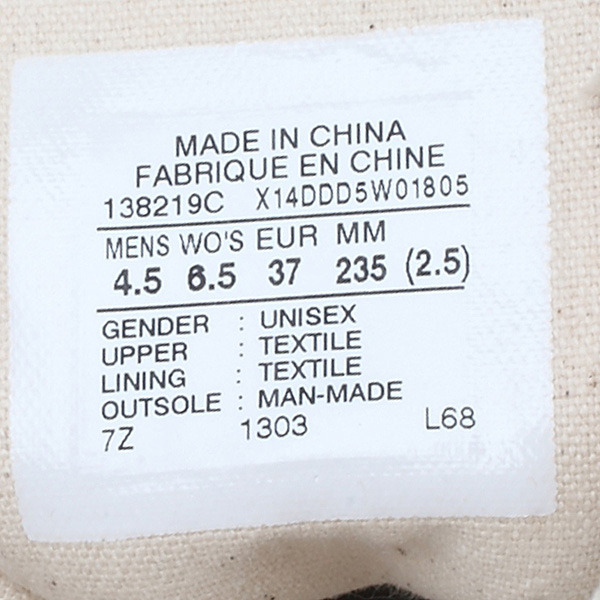 MADE IN CHINA
FABRIQUE EN CHINE
138219C X14DDD5W01805
MENS WO'S EUR MM
4.5 6.5 37 235 (2.5)
GENDER : UNISEX
UPPER : TEXTILE
LINING : TEXTILE
OUTSOLE : MAN-MADE
7Z 1303 L68